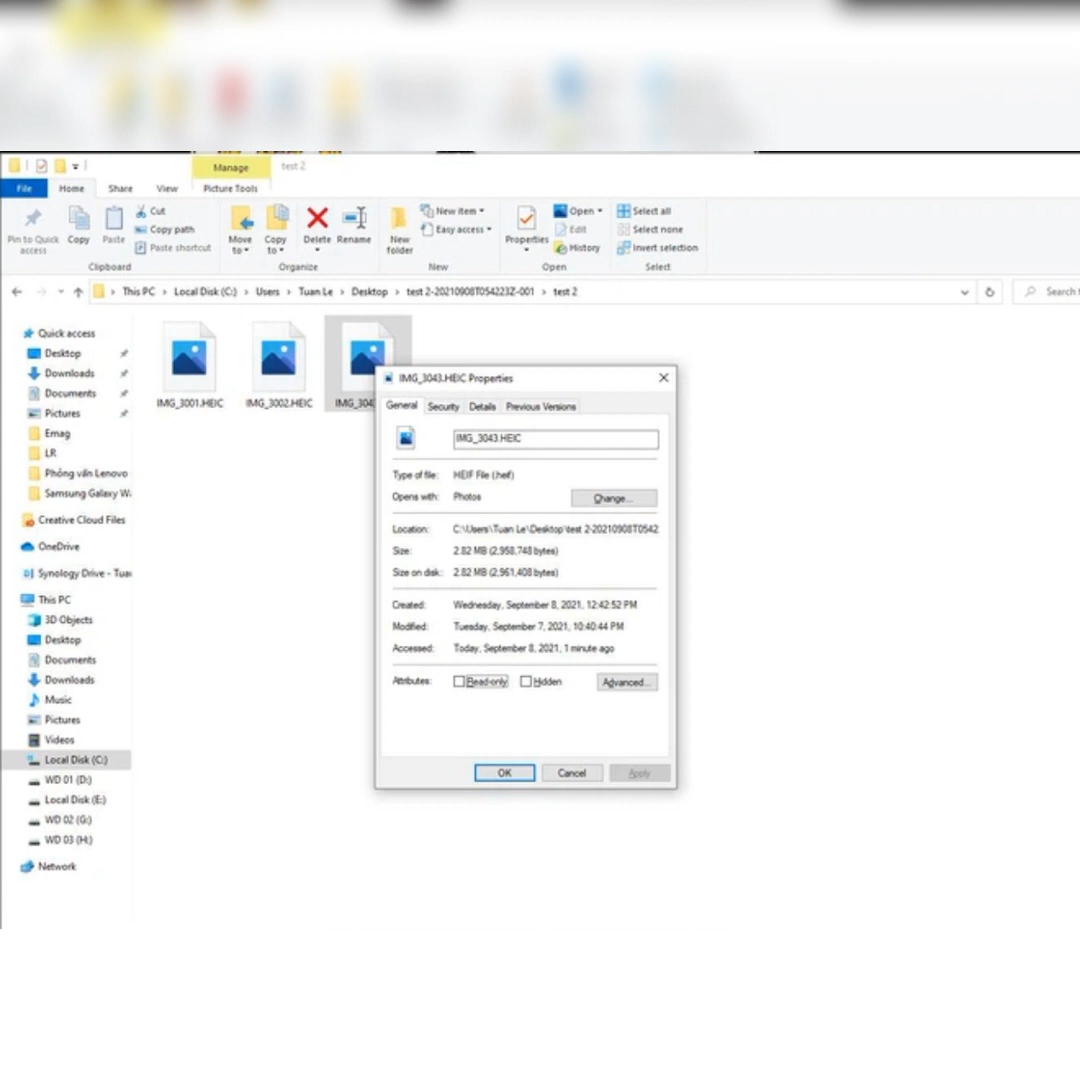 Manage
test 2
File
Home
Share
View
Picture Tools
Pin to Quick access
Copy
Paste
Cut
Copy path
Paste shortcut
Clipboard
Move to
Copy to
Delete
Rename
Organize
New folder
New item
Easy access
New
Properties
Open
Edit
History
Open
Select all
Select none
Invert selection
Select
This PC > Local Disk (C:) > Users > Tuan Le > Desktop > test 2-20210908T054223Z-001 > test 2
Search
Quick access
Desktop
Downloads
Documents
Pictures
Emag
LR
Phỏng vấn Lenovo
Samsung Galaxy
Creative Cloud Files
OneDrive
Synology Drive - Tuan
This PC
3D Objects
Desktop
Documents
Downloads
Music
Pictures
Videos
Local Disk (C:)
WD 01 (D:)
Local Disk (E:)
WD 02 (G:)
WD 03 (H:)
Network
IMG_3001.HEIC
IMG_3002.HEIC
IMG_304
IMG_3043.HEIC Properties
General
Security
Details
Previous Versions
IMG_3043.HEIC
Type of file: HEIF File (.heif)
Opens with: Photos
Change...
Location: C:\Users\Tuan Le\Desktop\test 2-20210908T0542
Size: 2.82 MB (2,958,748 bytes)
Size on disk: 2.82 MB (2,961,408 bytes)
Created: Wednesday, September 8, 2021, 12:42:52 PM
Modified: Tuesday, September 7, 2021, 10:40:44 PM
Accessed: Today, September 8, 2021, 1 minute ago
Attributes: Read-only Hidden
Advanced...
OK
Cancel
Apply